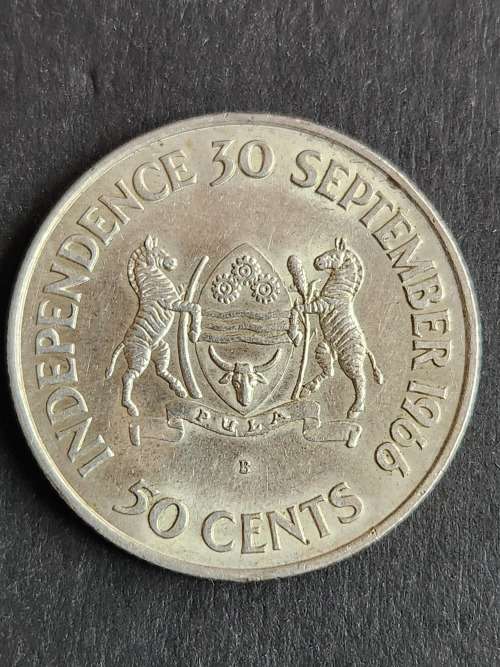 INDEPENDENCE 30 SEPTEMBER 1966
PULA
B
50 CENTS